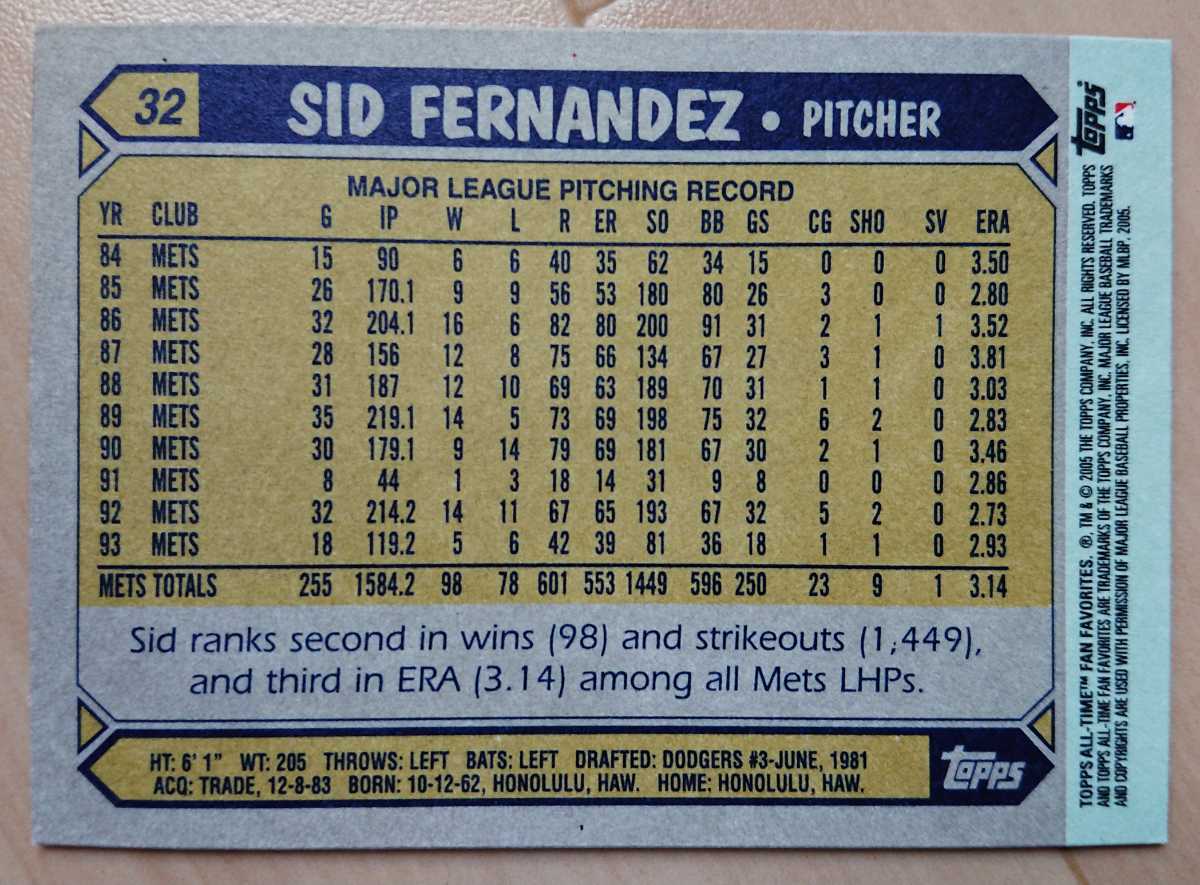 32 SID FERNANDEZ • PITCHER
MAJOR LEAGUE PITCHING RECORD
YR CLUB G IP W L R ER SO BB GS CG SHO SV ERA
84 METS 15 90 6 6 40 35 62 34 15 0 0 0 3.50
85 METS 26 170.1 9 9 56 53 180 80 26 3 0 0 2.80
86 METS 32 204.1 16 6 82 80 200 91 31 2 1 1 3.52
87 METS 28 156 12 8 75 66 134 67 27 3 1 0 3.81
88 METS 31 187 12 10 69 63 189 70 31 1 1 0 3.03
89 METS 35 219.1 14 5 73 69 198 75 32 6 2 0 2.83
90 METS 30 179.1 9 14 79 69 181 67 30 2 1 0 3.46
91 METS 8 44 1 3 18 14 31 9 8 0 0 0 2.86
92 METS 32 214.2 14 11 67 65 193 67 32 5 2 0 2.73
93 METS 18 119.2 5 6 42 39 81 36 18 1 1 0 2.93
METS TOTALS 255 1584.2 98 78 601 553 1449 596 250 23 9 1 3.14
Sid ranks second in wins (98) and strikeouts (1,449),
and third in ERA (3.14) among all Mets LHPs.
HT: 6' 1" WT: 205 THROWS: LEFT BATS: LEFT DRAFTED: DODGERS #3-JUNE, 1981
ACQ: TRADE, 12-8-83 BORN: 10-12-62, HONOLULU, HAW. HOME: HONOLULU, HAW.
Topps
TOPPS ALL-TIME™ FAN FAVORITES. ®, TM & © 2005 THE TOPPS COMPANY, INC. ALL RIGHTS RESERVED. TOPPS
AND TOPPS ALL-TIME FAN FAVORITES ARE TRADEMARKS OF THE TOPPS COMPANY, INC. MAJOR LEAGUE BASEBALL TRADEMARKS
AND COPYRIGHTS ARE USED WITH PERMISSION OF MAJOR LEAGUE BASEBALL PROPERTIES, INC. LICENSED BY MLBP, 2005.
Topps